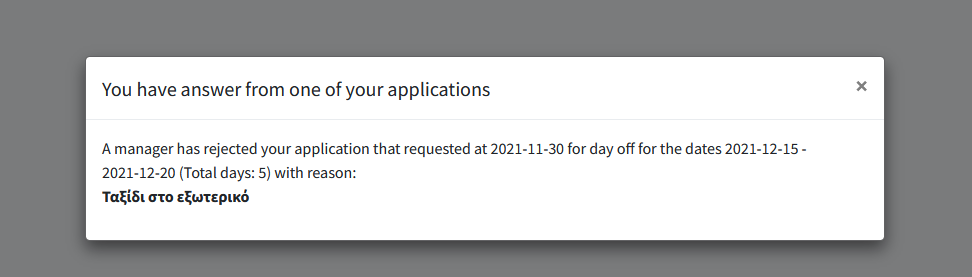 You have answer from one of your applications
×
A manager has rejected your application that requested at 2021-11-30 for day off for the dates 2021-12-15 -
2021-12-20 (Total days: 5) with reason:
Ταξίδι στο εξωτερικό